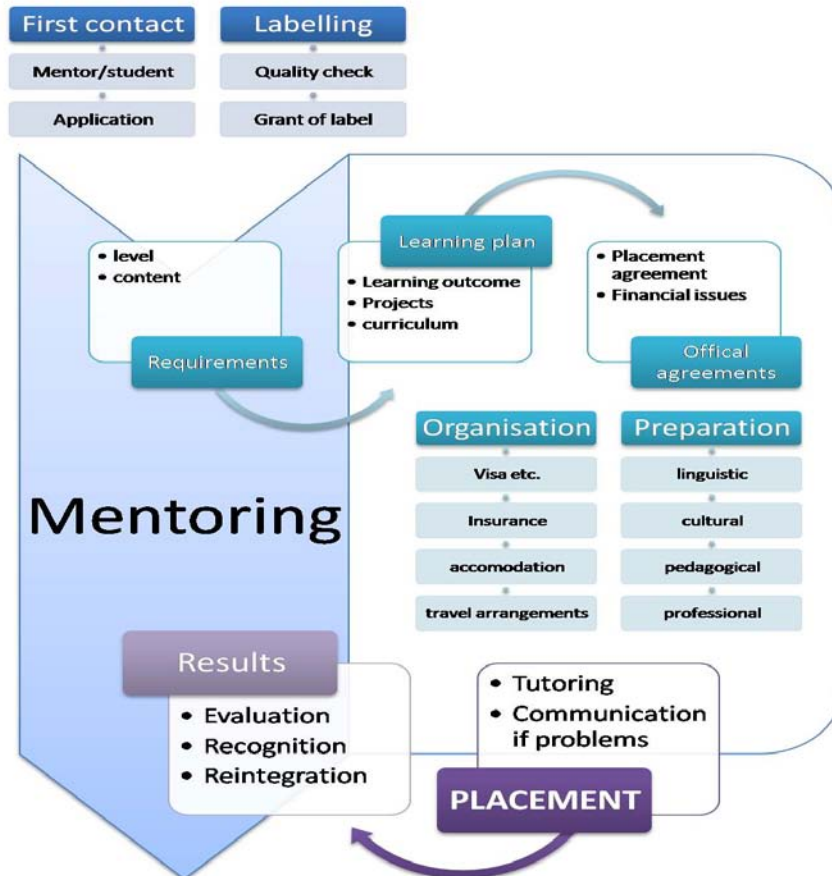 First contact
Mentor/student
Application
Labelling
Quality check
Grant of label
• level
• content
Requirements
Learning plan
• Learning outcome
• Projects
• curriculum
• Placement
agreement
• Financial issues
Offical
agreements
Organisation
Visa etc.
Insurance
accomodation
travel arrangements
Preparation
linguistic
cultural
pedagogical
professional
Mentoring
• Tutoring
• Communication
if problems
PLACEMENT
Results
• Evaluation
• Recognition
• Reintegration